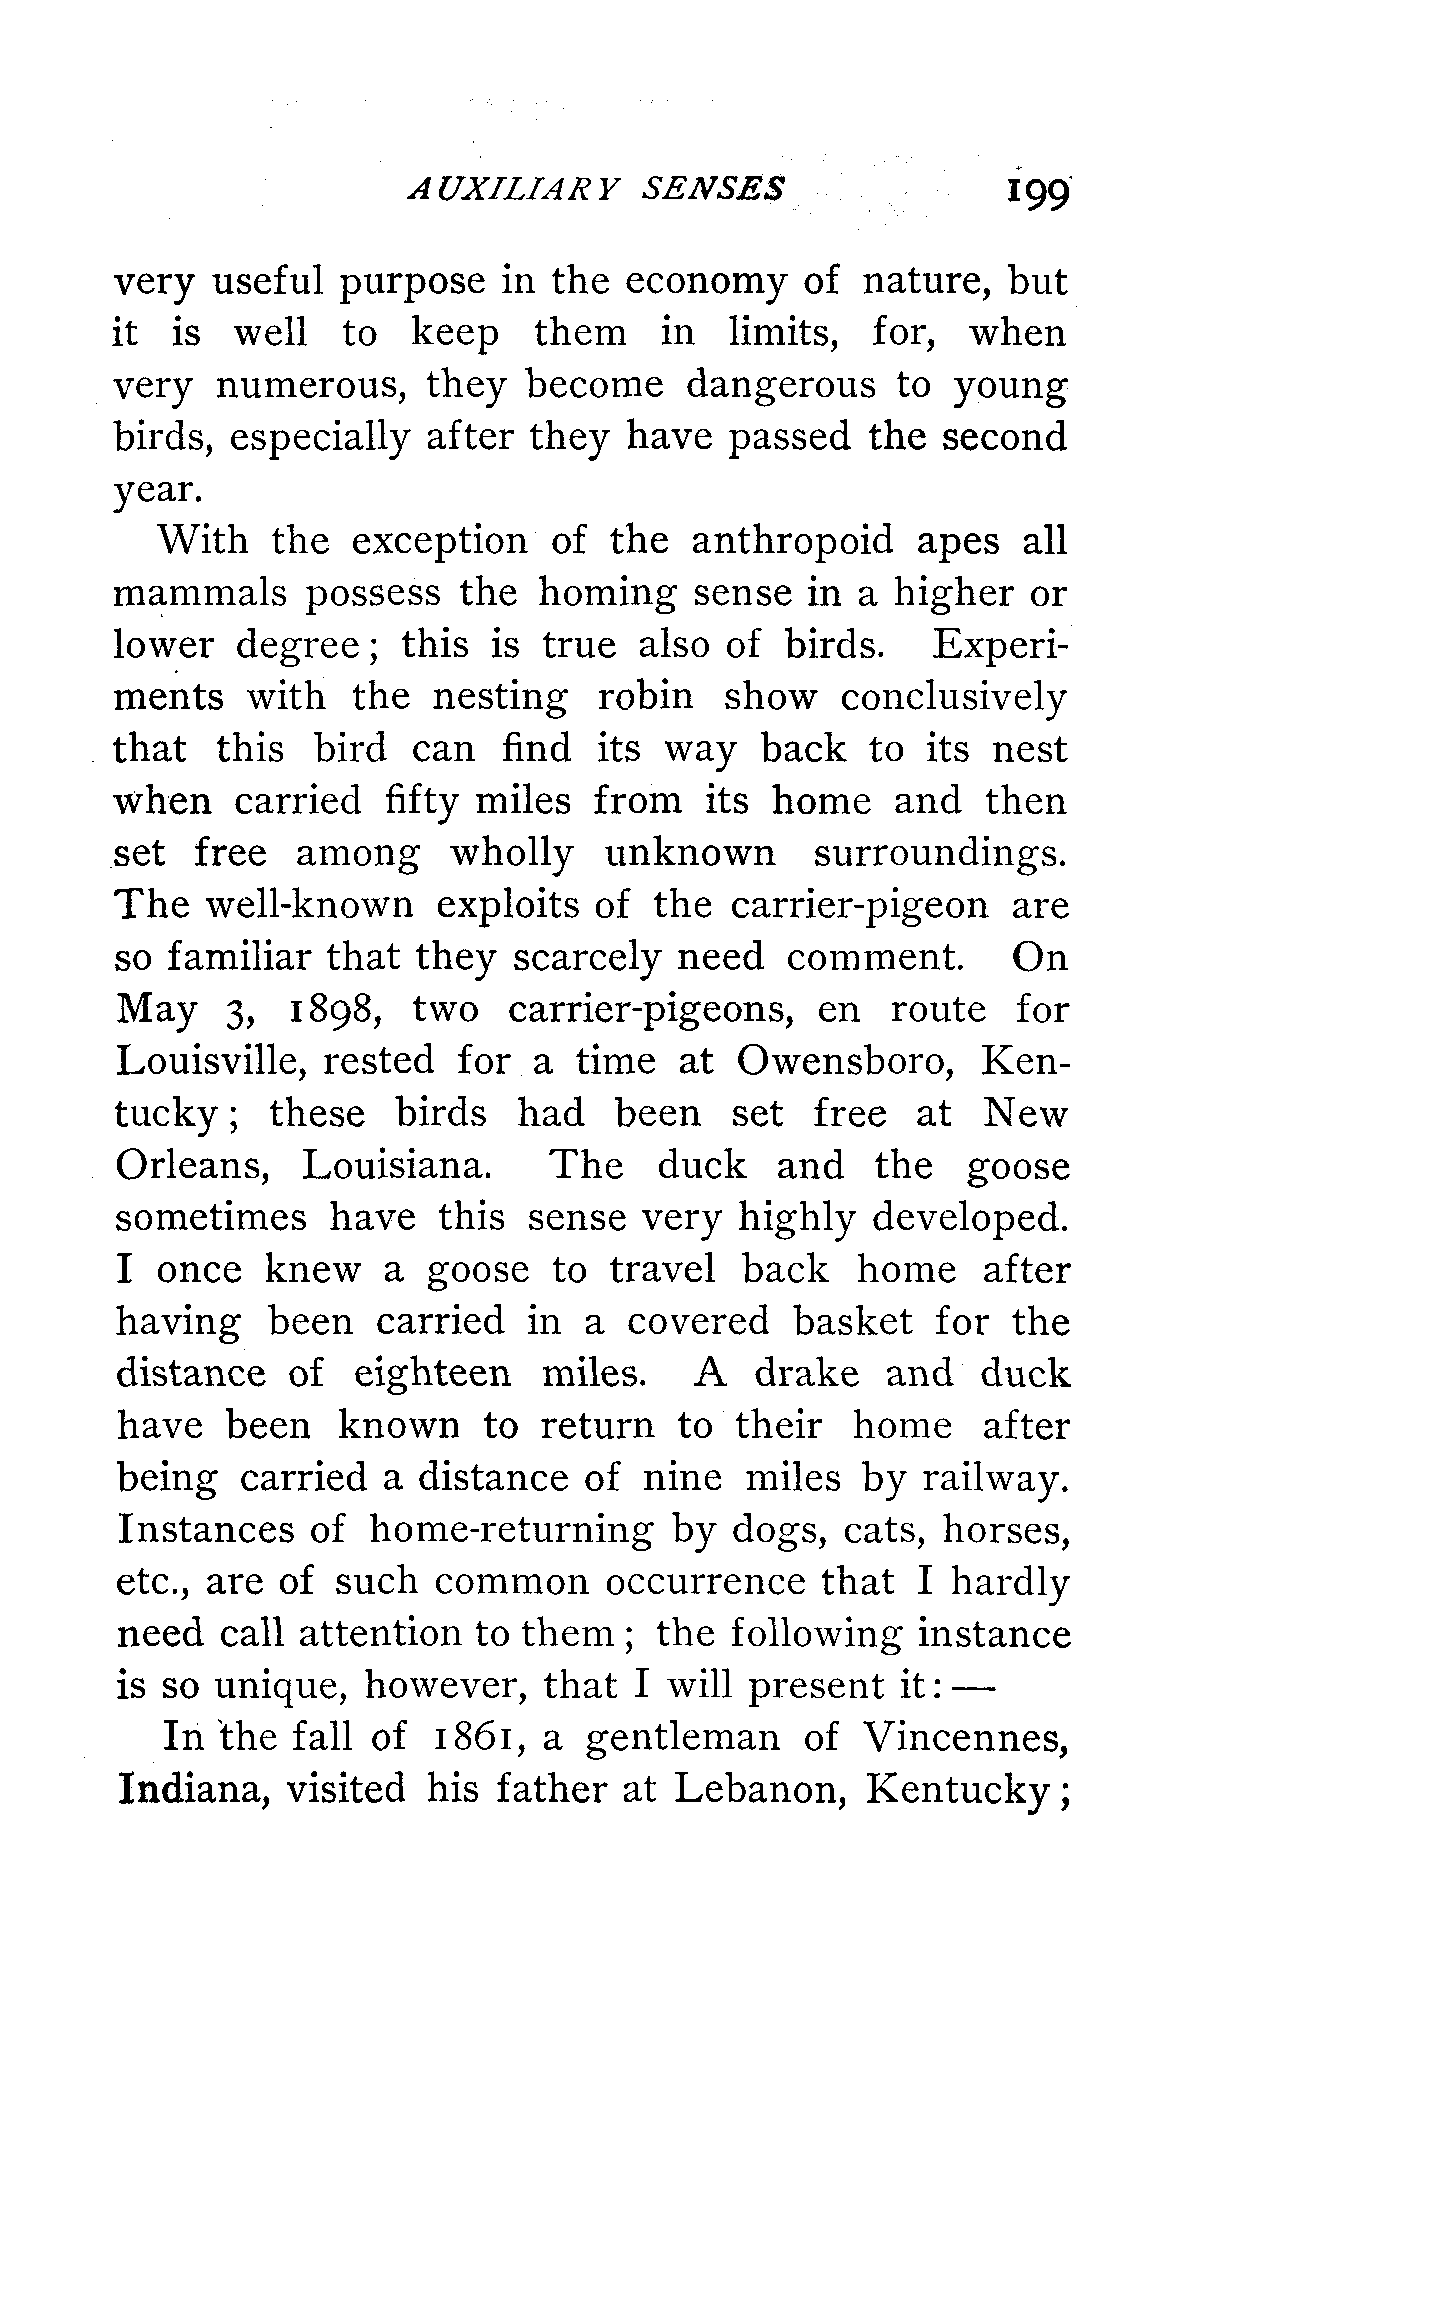 AUXILIARY SENSES 199
very useful purpose in the economy of nature, but
it is well to keep them in limits, for, when
very numerous, they become dangerous to young
birds, especially after they have passed the second
year.
With the exception of the anthropoid apes all
mammals possess the homing sense in a higher or
lower degree; this is true also of birds. Experi-
ments with the nesting robin show conclusively
that this bird can find its way back to its nest
when carried fifty miles from its home and then
set free among wholly unknown surroundings.
The well-known exploits of the carrier-pigeon are
so familiar that they scarcely need comment. On
May 3, 1898, two carrier-pigeons, en route for
Louisville, rested for a time at Owensboro, Ken-
tucky; these birds had been set free at New
Orleans, Louisiana. The duck and the goose
sometimes have this sense very highly developed.
I once knew a goose to travel back home after
having been carried in a covered basket for the
distance of eighteen miles. A drake and duck
have been known to return to their home after
being carried a distance of nine miles by railway.
Instances of home-returning by dogs, cats, horses,
etc., are of such common occurrence that I hardly
need call attention to them; the following instance
is so unique, however, that I will present it:—
In the fall of 1861, a gentleman of Vincennes,
Indiana, visited his father at Lebanon, Kentucky;